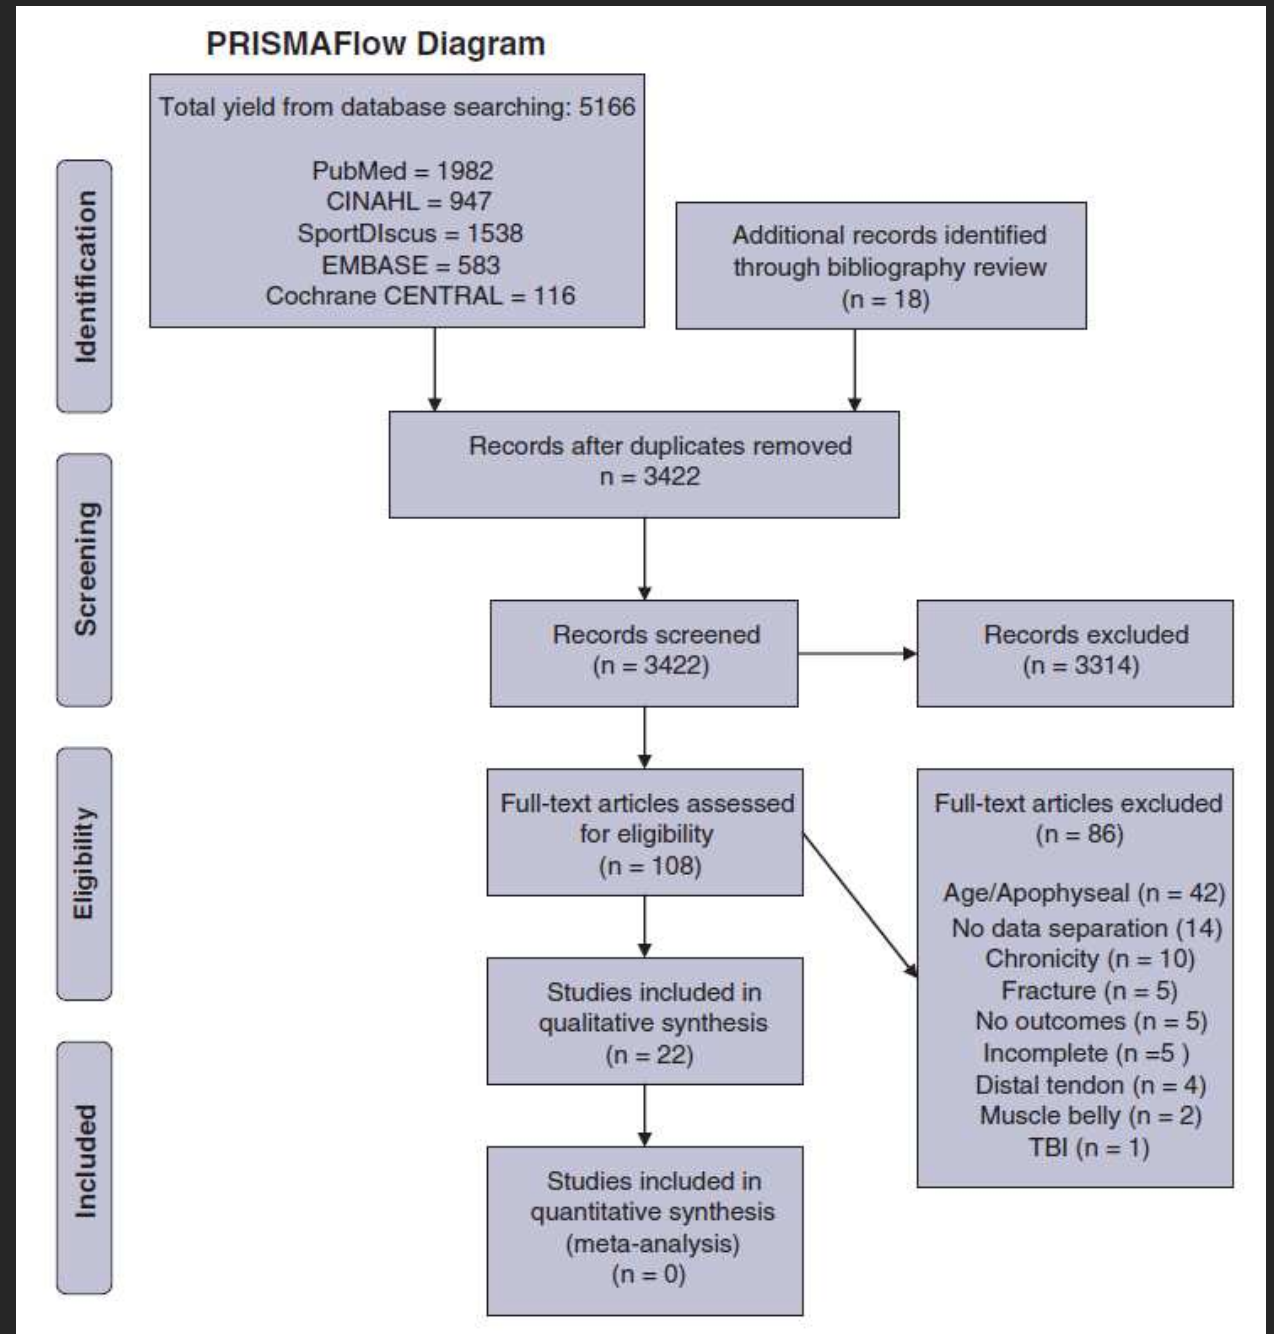 PRISMAFlow Diagram
Total yield from database searching: 5166
PubMed = 1982
CINAHL = 947
SportDIscus = 1538
EMBASE = 583
Cochrane CENTRAL = 116
Additional records identified
through bibliography review
(n = 18)
Identification
Records after duplicates removed
n = 3422
Screening
Records screened
(n = 3422)
Records excluded
(n = 3314)
Eligibility
Full-text articles assessed
for eligibility
(n = 108)
Full-text articles excluded
(n = 86)
Age/Apophyseal (n = 42)
No data separation (14)
Chronicity (n = 10)
Fracture (n = 5)
No outcomes (n = 5)
Incomplete (n =5 )
Distal tendon (n = 4)
Muscle belly (n = 2)
TBI (n = 1)
Studies included in
qualitative synthesis
(n = 22)
Included
Studies included in
quantitative synthesis
(meta-analysis)
(n = 0)